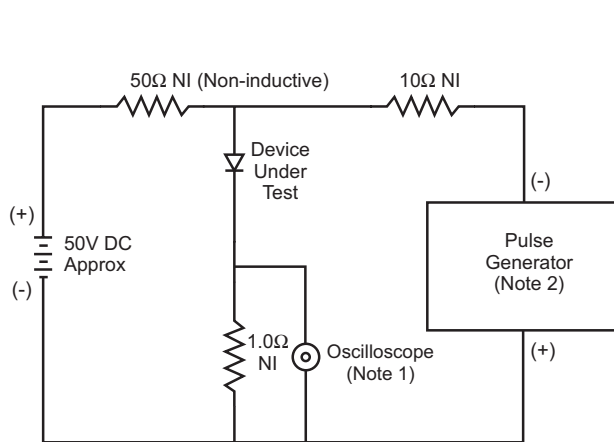 50Ω NI (Non-inductive)
10Ω NI
Device
Under
Test
(+)
50V DC
Approx
(-)
(-)
Pulse
Generator
(Note 2)
(+)
1.0Ω
NI
Oscilloscope
(Note 1)